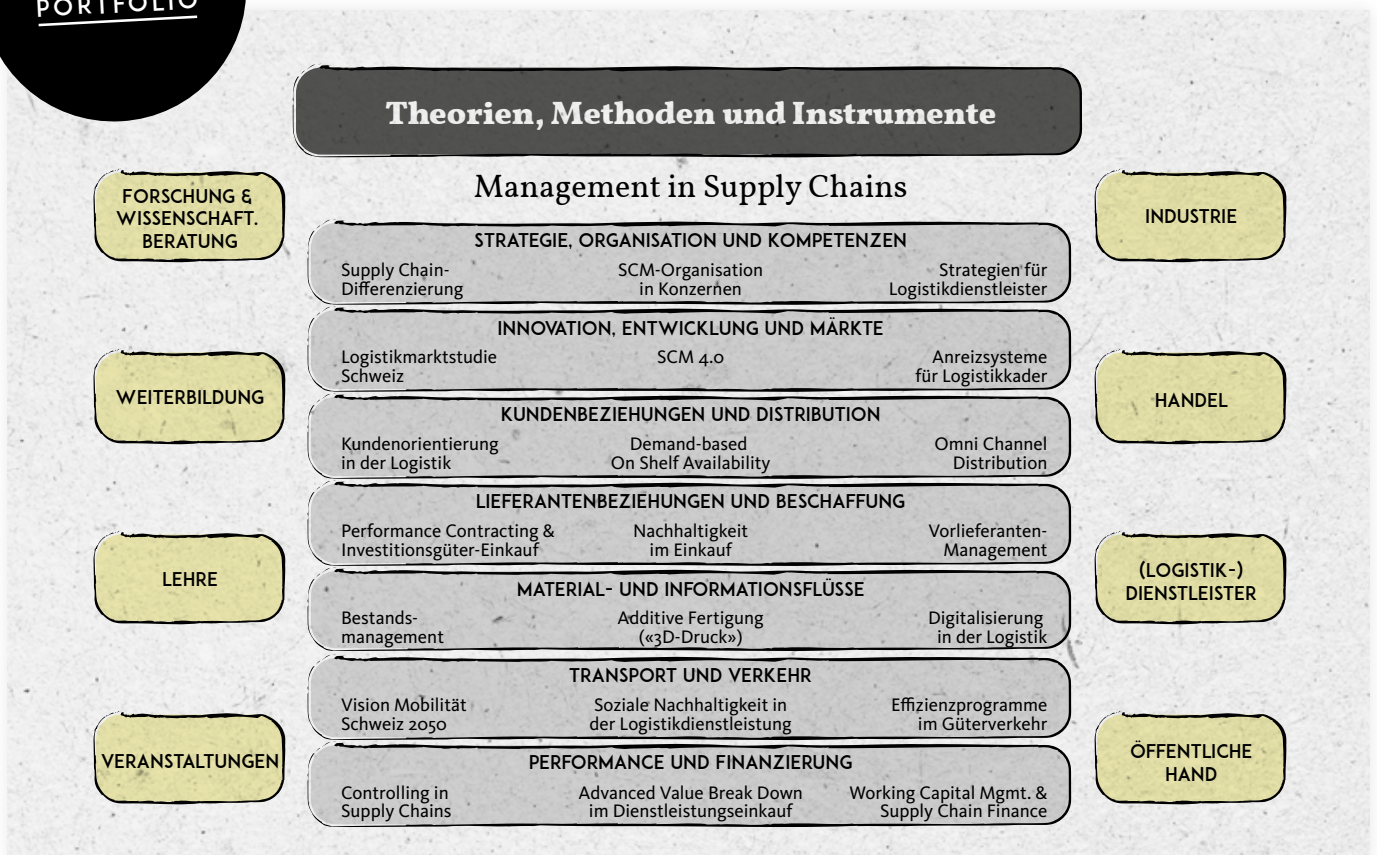 PORTFOLIO
Theorien, Methoden und Instrumente
Management in Supply Chains
FORSCHUNG &
WISSENSCHAFT.
BERATUNG
WEITERBILDUNG
LEHRE
VERANSTALTUNGEN
STRATEGIE, ORGANISATION UND KOMPETENZEN
Supply Chain-
Differenzierung
SCM-Organisation
in Konzernen
Strategien für
Logistikdienstleister
INNOVATION, ENTWICKLUNG UND MÄRKTE
Logistikmarktstudie
Schweiz
SCM 4.0
Anreizsysteme
für Logistikkader
KUNDENBEZIEHUNGEN UND DISTRIBUTION
Kundenorientierung
in der Logistik
Demand-based
On Shelf Availability
Omni Channel
Distribution
LIEFERANTENBEZIEHUNGEN UND BESCHAFFUNG
Performance Contracting &
Investitionsgüter-Einkauf
Nachhaltigkeit
im Einkauf
Vorlieferanten-
Management
MATERIAL- UND INFORMATIONSFLÜSSE
Bestands-
management
Additive Fertigung
(«3D-Druck»)
Digitalisierung
in der Logistik
TRANSPORT UND VERKEHR
Vision Mobilität
Schweiz 2050
Soziale Nachhaltigkeit in
der Logistikdienstleistung
Effizienzprogramme
im Güterverkehr
PERFORMANCE UND FINANZIERUNG
Controlling in
Supply Chains
Advanced Value Break Down
im Dienstleistungseinkauf
Working Capital Mgmt. &
Supply Chain Finance
INDUSTRIE
HANDEL
(LOGISTIK-)
DIENSTLEISTER
ÖFFENTLICHE
HAND